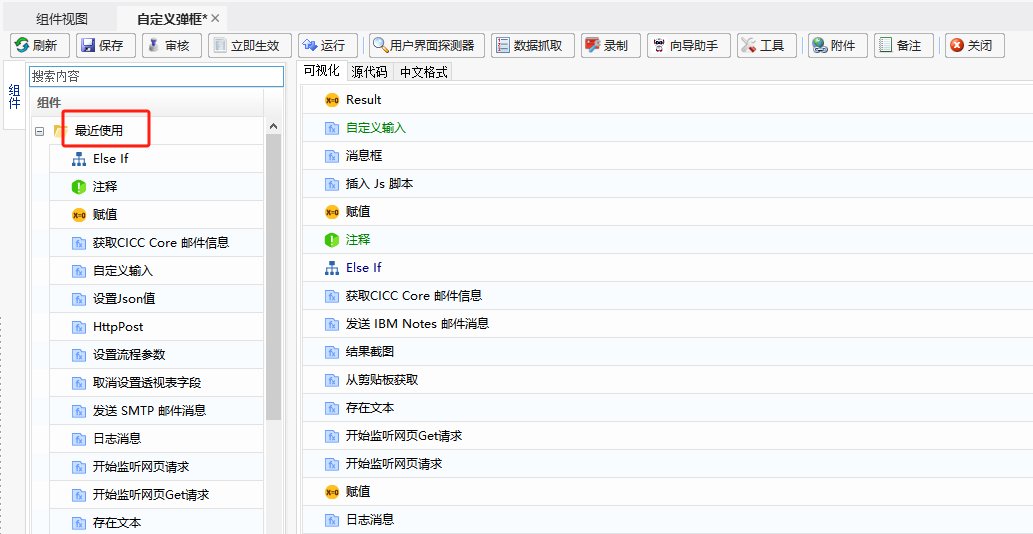 组件视图 自定义弹框*
刷新 保存 审核 立即生效 运行 用户界面探测器 数据抓取 录制 向导助手 工具 附件 备注 关闭
组件
搜索内容
组件
最近使用
Else If
注释
赋值
获取CICC Core 邮件信息
自定义输入
设置Json值
HttpPost
设置流程参数
取消设置透视表字段
发送 SMTP 邮件消息
日志消息
开始监听网页请求
开始监听网页Get请求
存在文本
可视化 源代码 中文格式
Result
自定义输入
消息框
插入 Js 脚本
赋值
注释
Else If
获取CICC Core 邮件信息
发送 IBM Notes 邮件消息
结果截图
从剪贴板获取
存在文本
开始监听网页Get请求
开始监听网页请求
赋值
日志消息